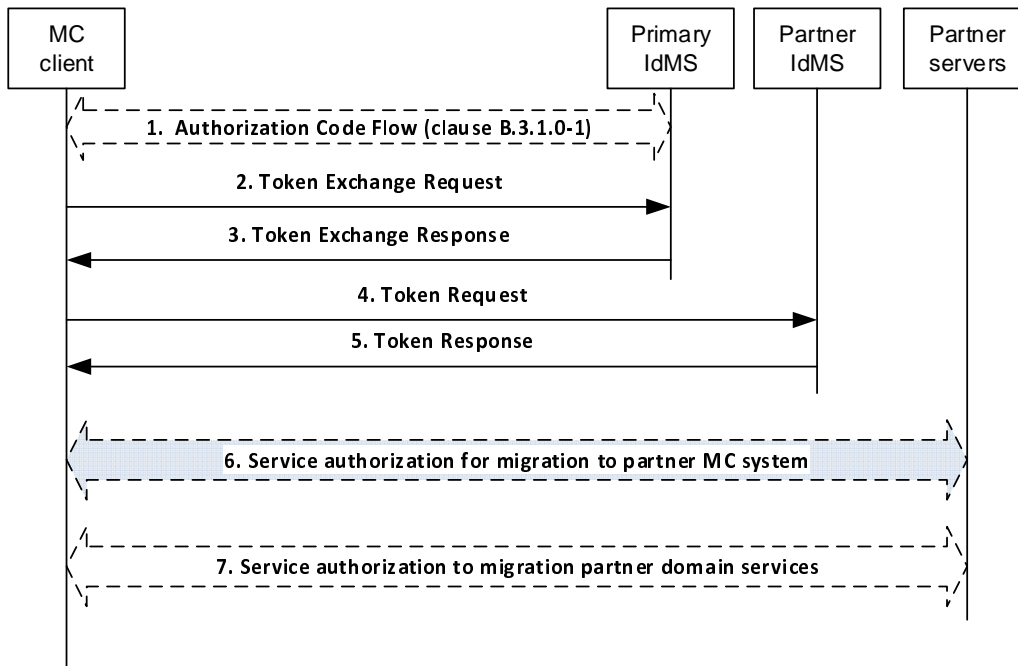 MC
client
Primary
IdMS
Partner
IdMS
Partner
servers
1. Authorization Code Flow (clause B.3.1.0-1)
2. Token Exchange Request
3. Token Exchange Response
4. Token Request
5. Token Response
6. Service authorization for migration to partner MC system
7. Service authorization to migration partner domain services